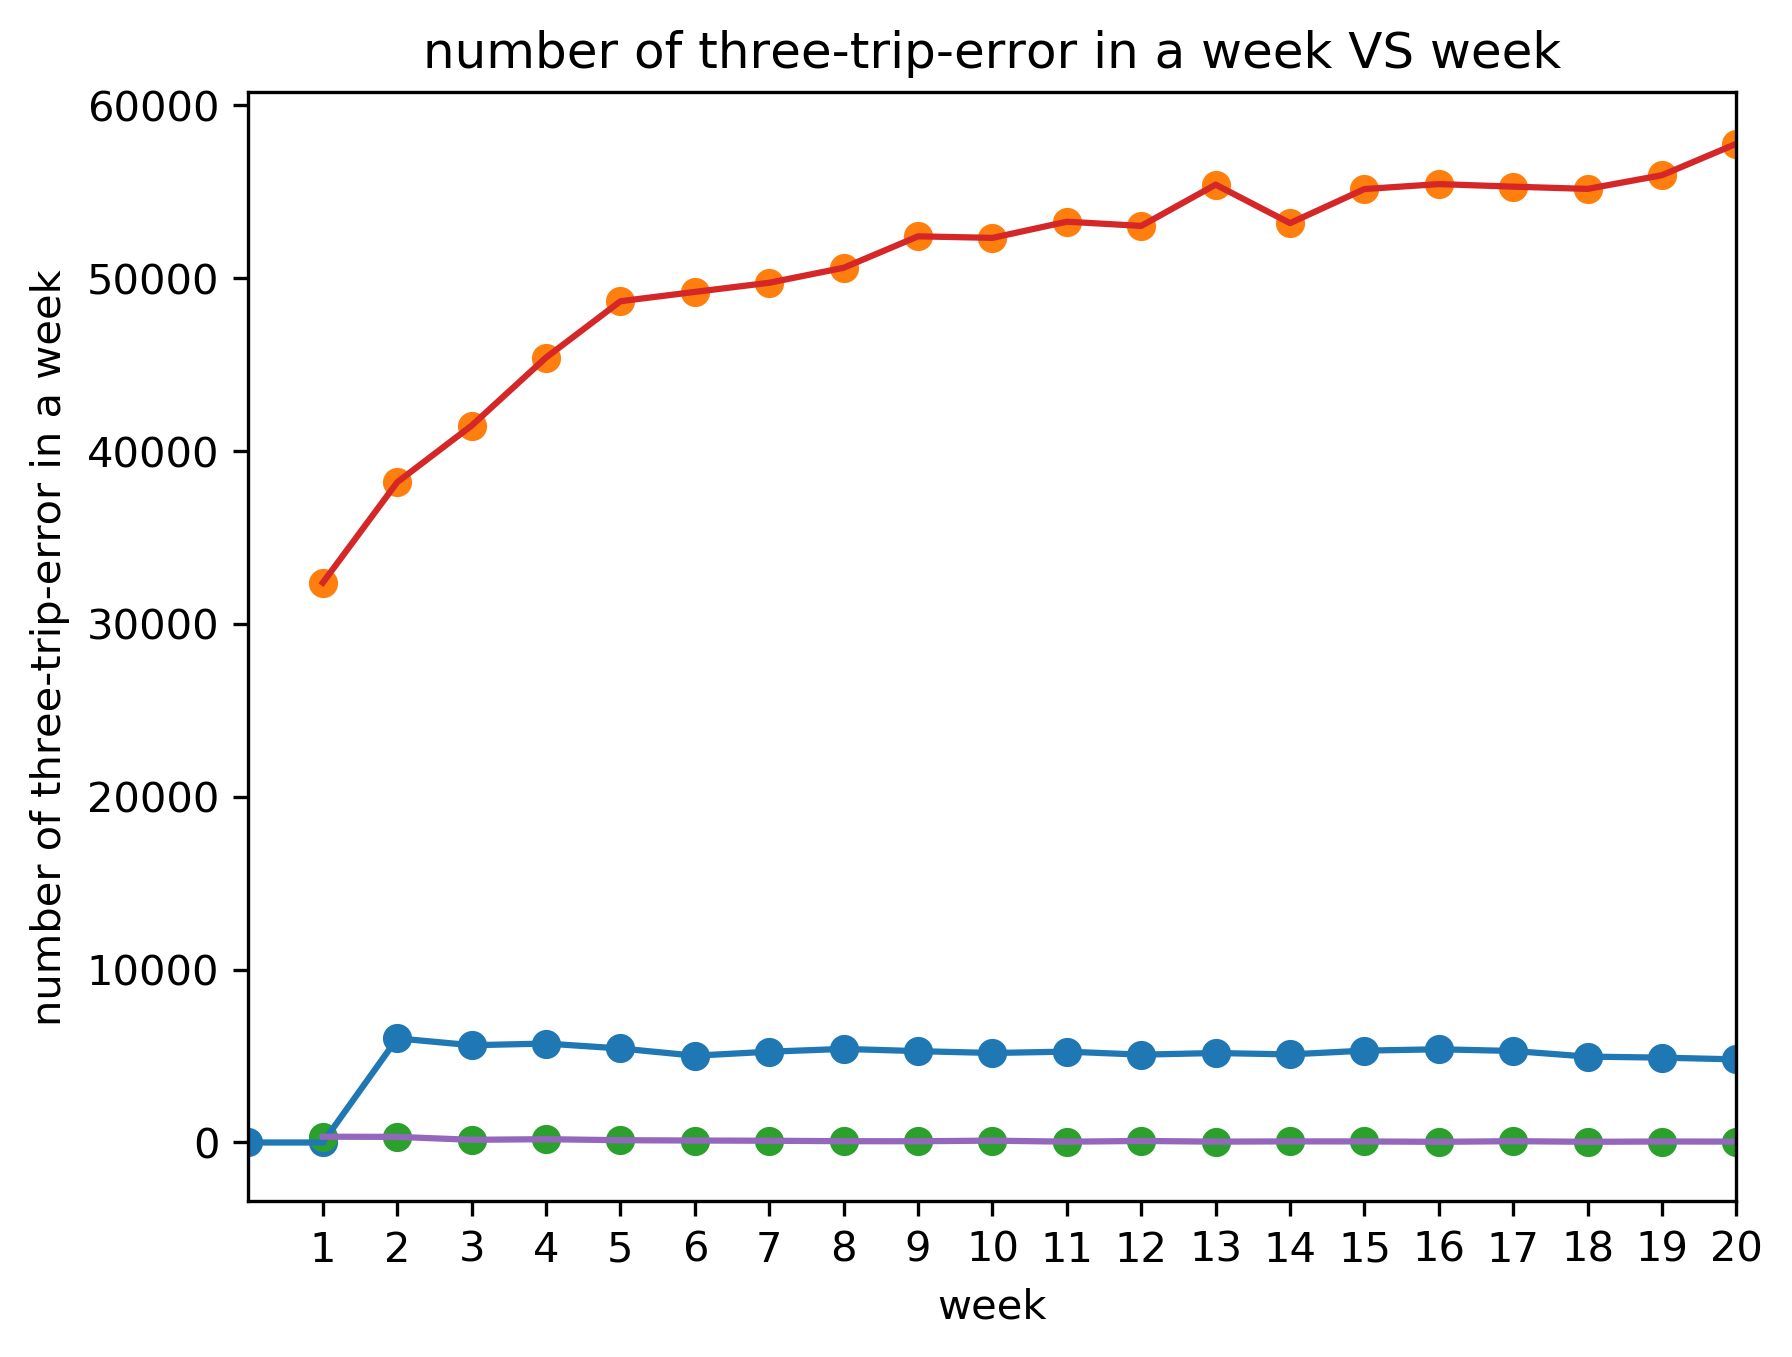 number of three-trip-error in a week VS week
number of three-trip-error in a week
60000
50000
40000
30000
20000
10000
0
1 2 3 4 5 6 7 8 9 10 11 12 13 14 15 16 17 18 19 20
week